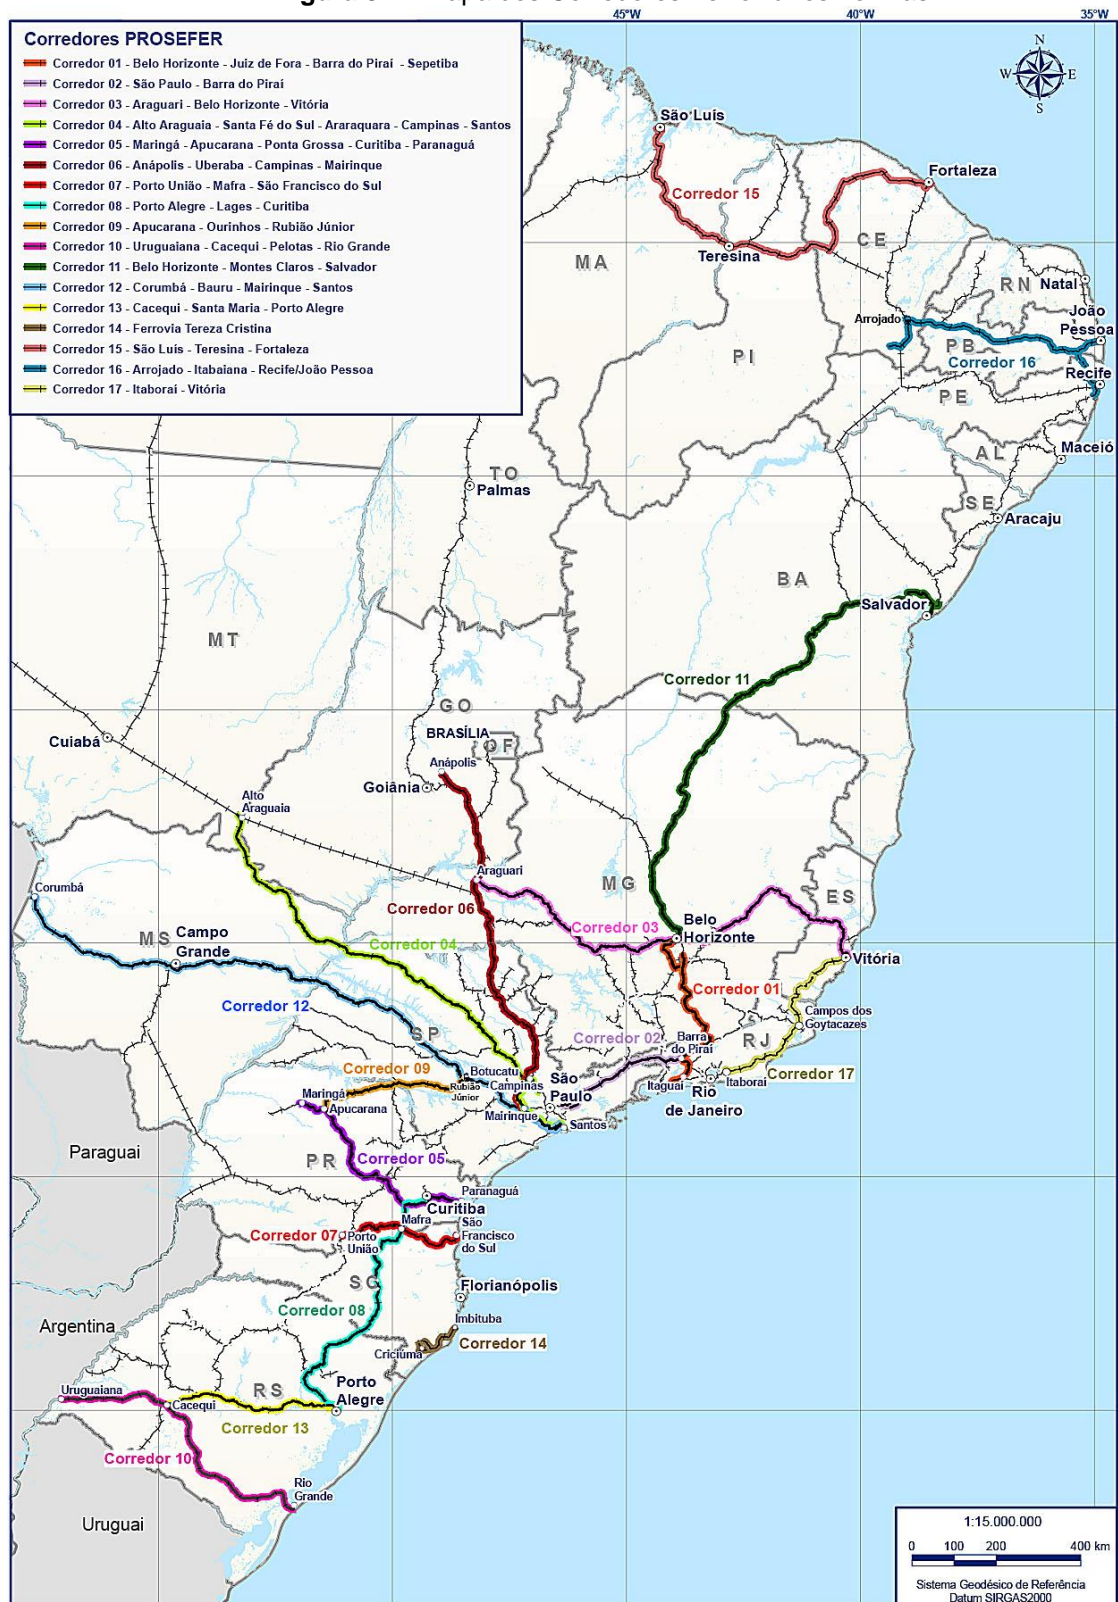 45°W 40°W 35°W
Corredores PROSEFER
Corredor 01 - Belo Horizonte - Juiz de Fora - Barra do Piraí - Sepetiba
Corredor 02 - São Paulo - Barra do Piraí
Corredor 03 - Araguari - Belo Horizonte - Vitória
Corredor 04 - Alto Araguaia - Santa Fé do Sul - Araraquara - Campinas - Santos
Corredor 05 - Maringá - Apucarana - Ponta Grossa - Curitiba - Paranaguá
Corredor 06 - Anápolis - Uberaba - Campinas - Mairinque
Corredor 07 - Porto União - Mafra - São Francisco do Sul
Corredor 08 - Porto Alegre - Lages - Curitiba
Corredor 09 - Apucarana - Ourinhos - Rubião Júnior
Corredor 10 - Uruguaiana - Cacequi - Pelotas - Rio Grande
Corredor 11 - Belo Horizonte - Montes Claros - Salvador
Corredor 12 - Corumbá - Bauru - Mairinque - Santos
Corredor 13 - Cacequi - Santa Maria - Porto Alegre
Corredor 14 - Ferrovia Tereza Cristina
Corredor 15 - São Luís - Teresina - Fortaleza
Corredor 16 - Arrojado - Itabaiana - Recife/João Pessoa
Corredor 17 - Itaboraí - Vitória
N
W E
S
São Luís
Fortaleza
Corredor 15
CE
Teresina
MA
RN
Natal
João
Pessoa
Arrojado
PB
PI
Corredor 16
Recife
PE
Maceió
AL
TO
Palmas
SE
Aracaju
BA
Salvador
MT
Corredor 11
GO
BRASÍLIA
DF
Cuiabá
Anápolis
Goiânia
Alto
Araguaia
Araguari
MG
Corumbá
ES
Corredor 06
Belo
Horizonte
Corredor 03
MS
Campo
Grande
Corredor 04
Vitória
Corredor 01
Corredor 12
Campos dos
Goytacazes
SP
Corredor 02
Barra
do Piraí
RJ
Corredor 09
Botucatu
Rubião
Júnior
Campinas
São
Paulo
Itaguaí
Itaboraí
Corredor 17
Rio
de Janeiro
Maringá
Apucarana
Mairinque
Santos
Paraguai
PR
Corredor 05
Paranaguá
Curitiba
Mafra
São
Francisco
do Sul
Corredor 07
Porto
União
SC
Florianópolis
Corredor 08
Imbituba
Argentina
Corredor 14
Criciúma
Porto
Alegre
RS
Uruguaiana
Cacequi
Corredor 13
Corredor 10
Rio
Grande
Uruguai
1:15.000.000
0 100 200 400 km
Sistema Geodésico de Referência
Datum SIRGAS2000